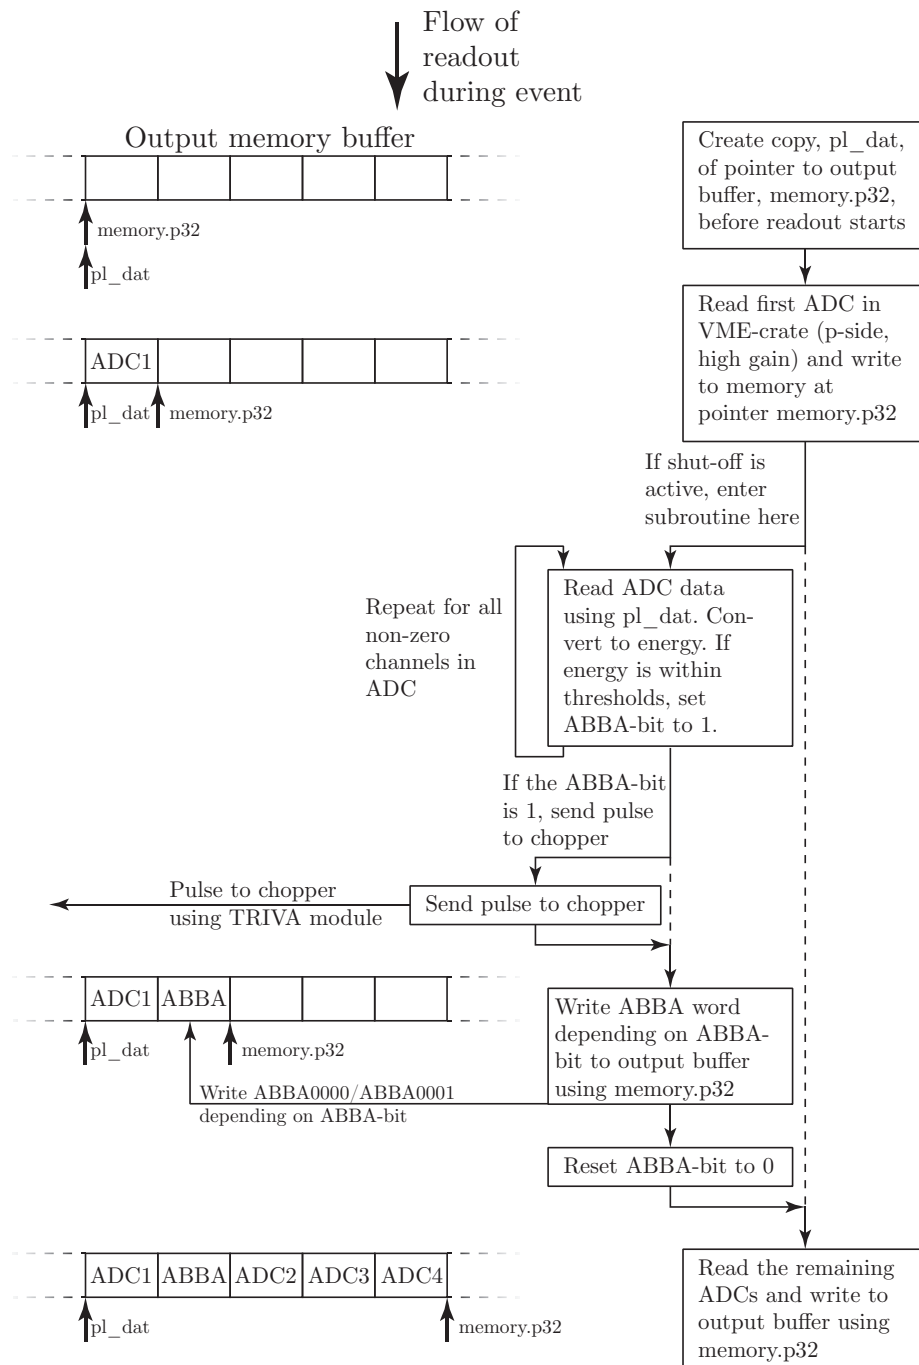 Flow of
readout
during event
Output memory buffer
memory.p32
pl_dat
Create copy, pl_dat,
of pointer to output
buffer, memory.p32,
before readout starts
ADC1
pl_dat
memory.p32
Read first ADC in
VME-crate (p-side,
high gain) and write
to memory at
pointer memory.p32
If shut-off is
active, enter
subroutine here
Repeat for all
non-zero
channels in
ADC
Read ADC data
using pl_dat. Con-
vert to energy. If
energy is within
thresholds, set
ABBA-bit to 1.
If the ABBA-bit
is 1, send pulse
to chopper
Pulse to chopper
using TRIVA module
Send pulse to chopper
ADC1 ABBA
pl_dat
memory.p32
Write ABBA word
depending on ABBA-
bit to output buffer
using memory.p32
Write ABBA0000/ABBA0001
depending on ABBA-bit
Reset ABBA-bit to 0
ADC1 ABBA ADC2 ADC3 ADC4
pl_dat
memory.p32
Read the remaining
ADCs and write to
output buffer using
memory.p32